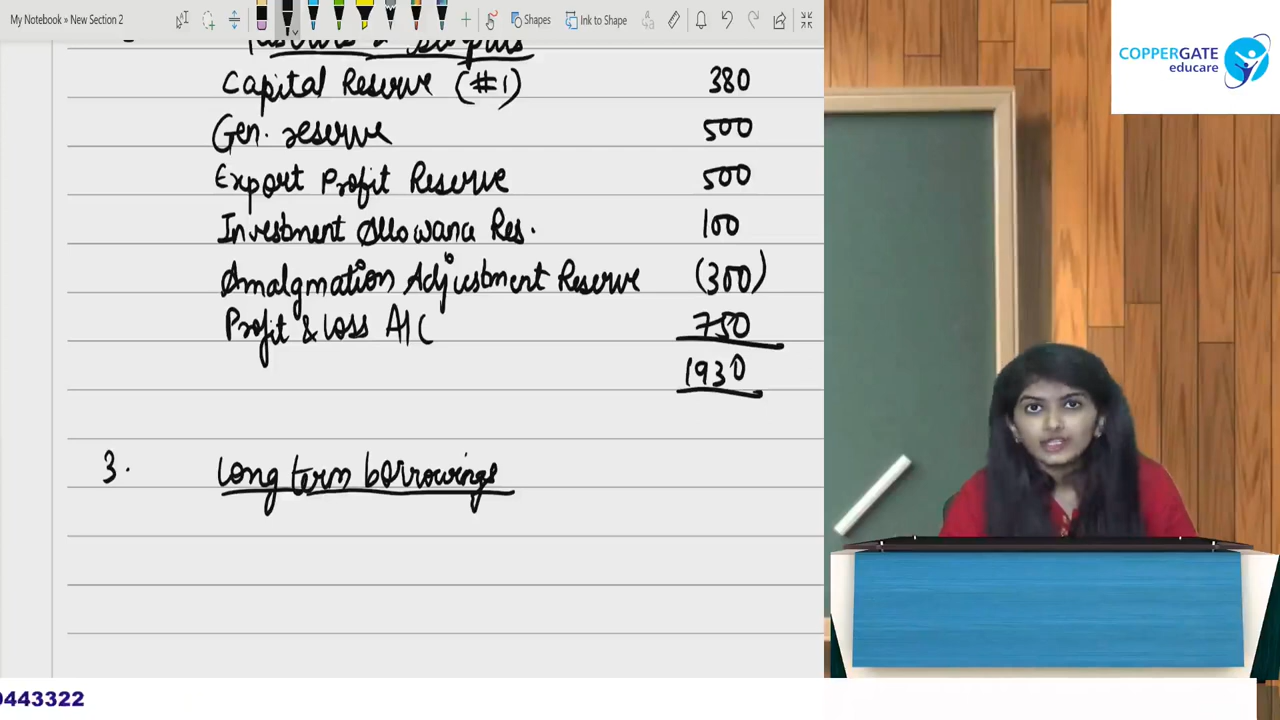 My Notebook » New Section 2
Shapes
Ink to Shape
COPPERGATE
educare
Capital Reserve (#1) 380
Gen. reserve 500
Export Profit Reserve 500
Investment Allowance Res. 100
Amalgmation Adjustment Reserve (300)
Profit & Loss A/C 750
1930
3. Long term borrowings
0443322